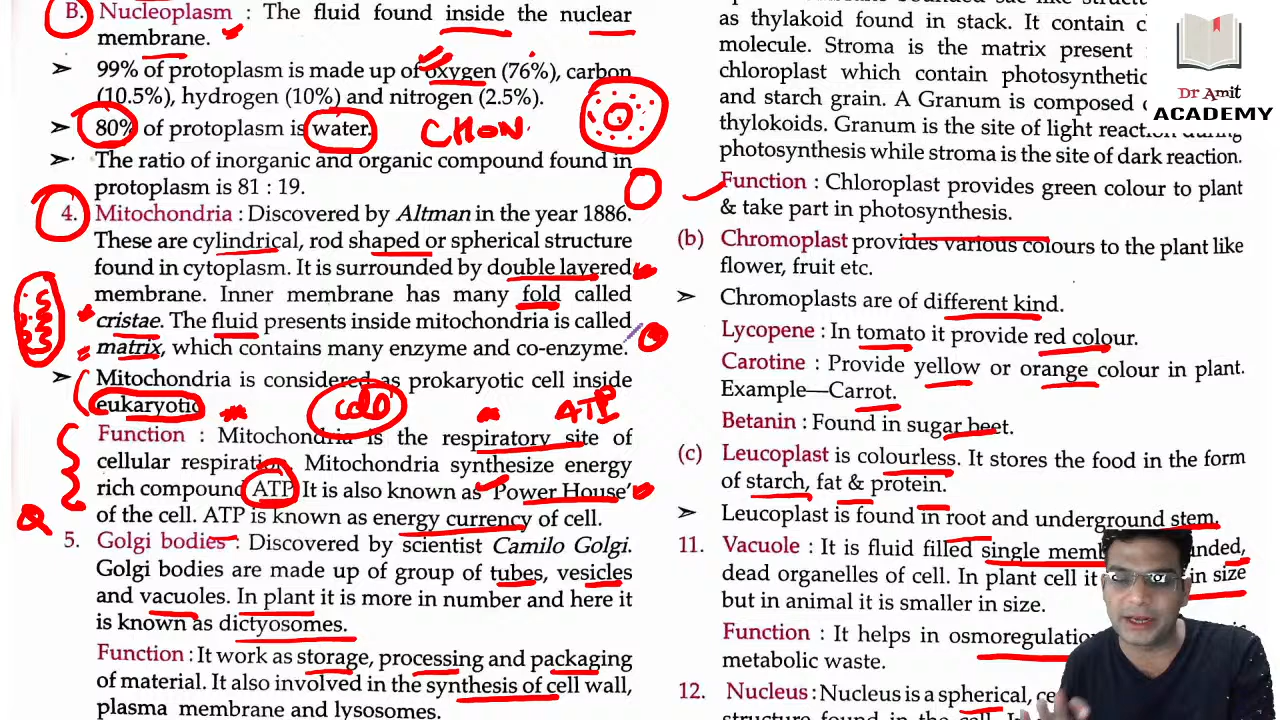 B. Nucleoplasm : The fluid found inside the nuclear
membrane.
➤ 99% of protoplasm is made up of oxygen (76%), carbon
(10.5%), hydrogen (10%) and nitrogen (2.5%).
➤ 80% of protoplasm is water.
CHON
➤ The ratio of inorganic and organic compound found in
protoplasm is 81 : 19.
4. Mitochondria : Discovered by Altman in the year 1886.
These are cylindrical, rod shaped or spherical structure
found in cytoplasm. It is surrounded by double layered
membrane. Inner membrane has many fold called
cristae. The fluid presents inside mitochondria is called
matrix, which contains many enzyme and co-enzyme.
➤ Mitochondria is considered as prokaryotic cell inside
eukaryotic
ATP
Function : Mitochondria is the respiratory site of
cellular respiration. Mitochondria synthesize energy
rich compound ATP. It is also known as 'Power House'
of the cell. ATP is known as energy currency of cell.
5. Golgi bodies : Discovered by scientist Camilo Golgi.
Golgi bodies are made up of group of tubes, vesicles
and vacuoles. In plant it is more in number and here it
is known as dictyosomes.
Function : It work as storage, processing and packaging
of material. It also involved in the synthesis of cell wall,
plasma membrane and lysosomes.
as thylakoid found in stack. It contain
molecule. Stroma is the matrix present
chloroplast which contain
and starch grain. A Granum is composed
thylokoids. Granum is the site of light reaction during
photosynthesis while stroma is the site of dark reaction.
Function : Chloroplast provides green colour to plant
& take part in photosynthesis.
(b) Chromoplast provides various colours to the plant like
flower, fruit etc.
➤ Chromoplasts are of different kind.
Lycopene : In tomato it provide red colour.
Carotine : Provide yellow or orange colour in plant.
Example—Carrot.
Betanin : Found in sugar beet.
(c) Leucoplast is colourless. It stores the food in the form
of starch, fat & protein.
➤ Leucoplast is found in root and underground stem.
11. Vacuole : It is fluid filled single
dead organelles of cell. In plant cell it in size
but in animal it is smaller in size.
Function : It helps in osmoregulation
metabolic waste.
12. Nucleus : Nucleus is a spherical,
structure found in the cell.
Dr Amit
ACADEMY